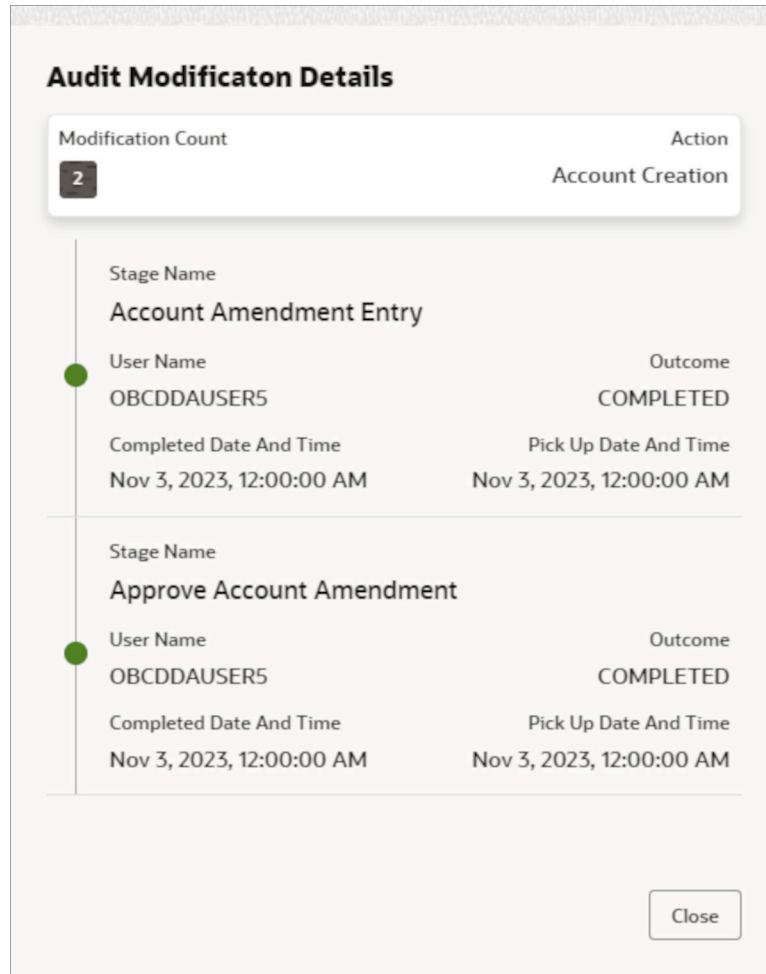 Audit Modificaton Details
Modification Count Action
2 Account Creation
Stage Name
Account Amendment Entry
User Name Outcome
OBCDDAUSER5 COMPLETED
Completed Date And Time Pick Up Date And Time
Nov 3, 2023, 12:00:00 AM Nov 3, 2023, 12:00:00 AM
Stage Name
Approve Account Amendment
User Name Outcome
OBCDDAUSER5 COMPLETED
Completed Date And Time Pick Up Date And Time
Nov 3, 2023, 12:00:00 AM Nov 3, 2023, 12:00:00 AM
Close